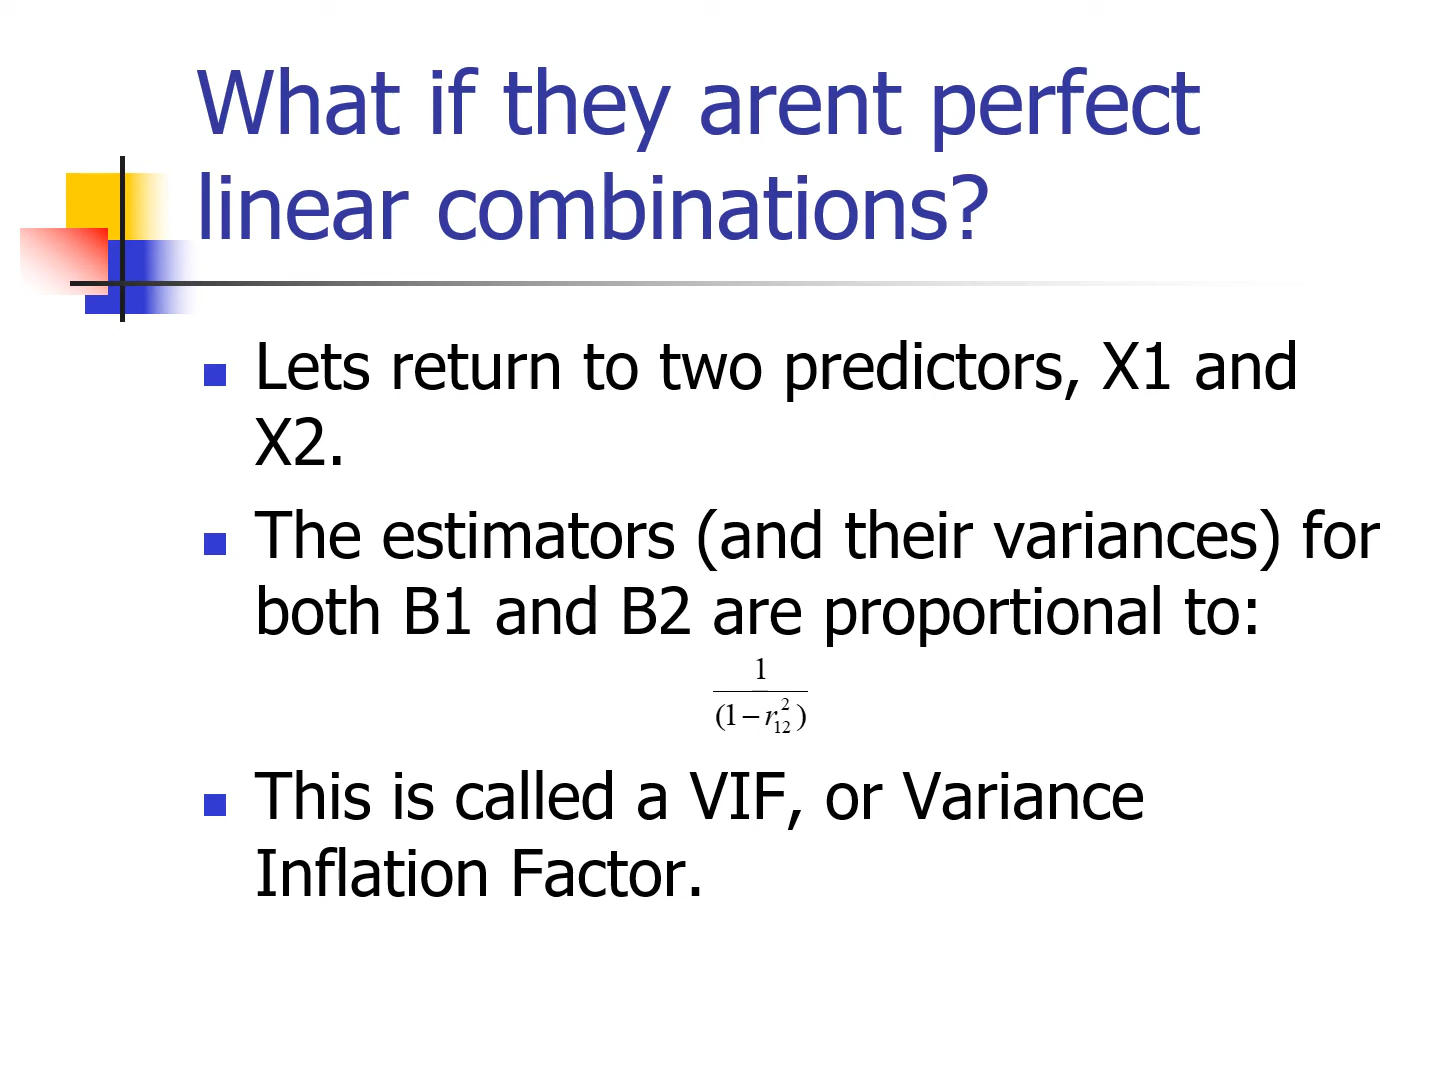 What if they arent perfect
linear combinations?
Lets return to two predictors, X1 and
X2.
The estimators (and their variances) for
both B1 and B2 are proportional to:
1
(1 − r₁₂²)
This is called a VIF, or Variance
Inflation Factor.